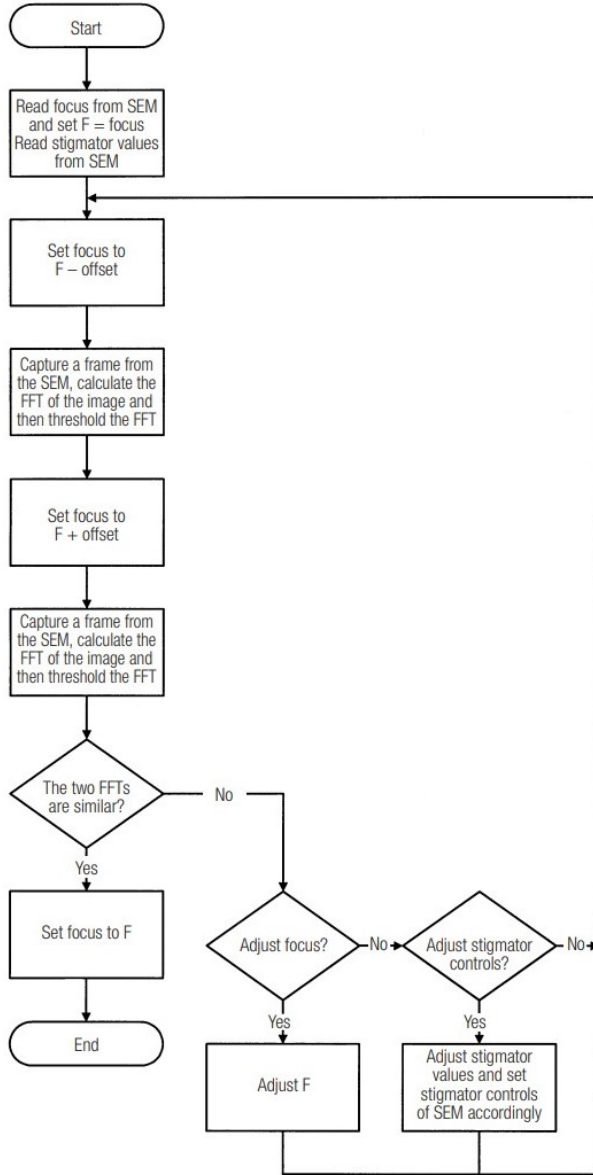 Start
Read focus from SEM
and set F = focus
Read stigmator values
from SEM
Set focus to
F – offset
Capture a frame from
the SEM, calculate the
FFT of the image and
then threshold the FFT
Set focus to
F + offset
Capture a frame from
the SEM, calculate the
FFT of the image and
then threshold the FFT
The two FFTs
are similar?
No
Yes
Set focus to F
End
Adjust focus?
No
Yes
Adjust F
Adjust stigmator
controls?
No
Yes
Adjust stigmator
values and set
stigmator controls
of SEM accordingly